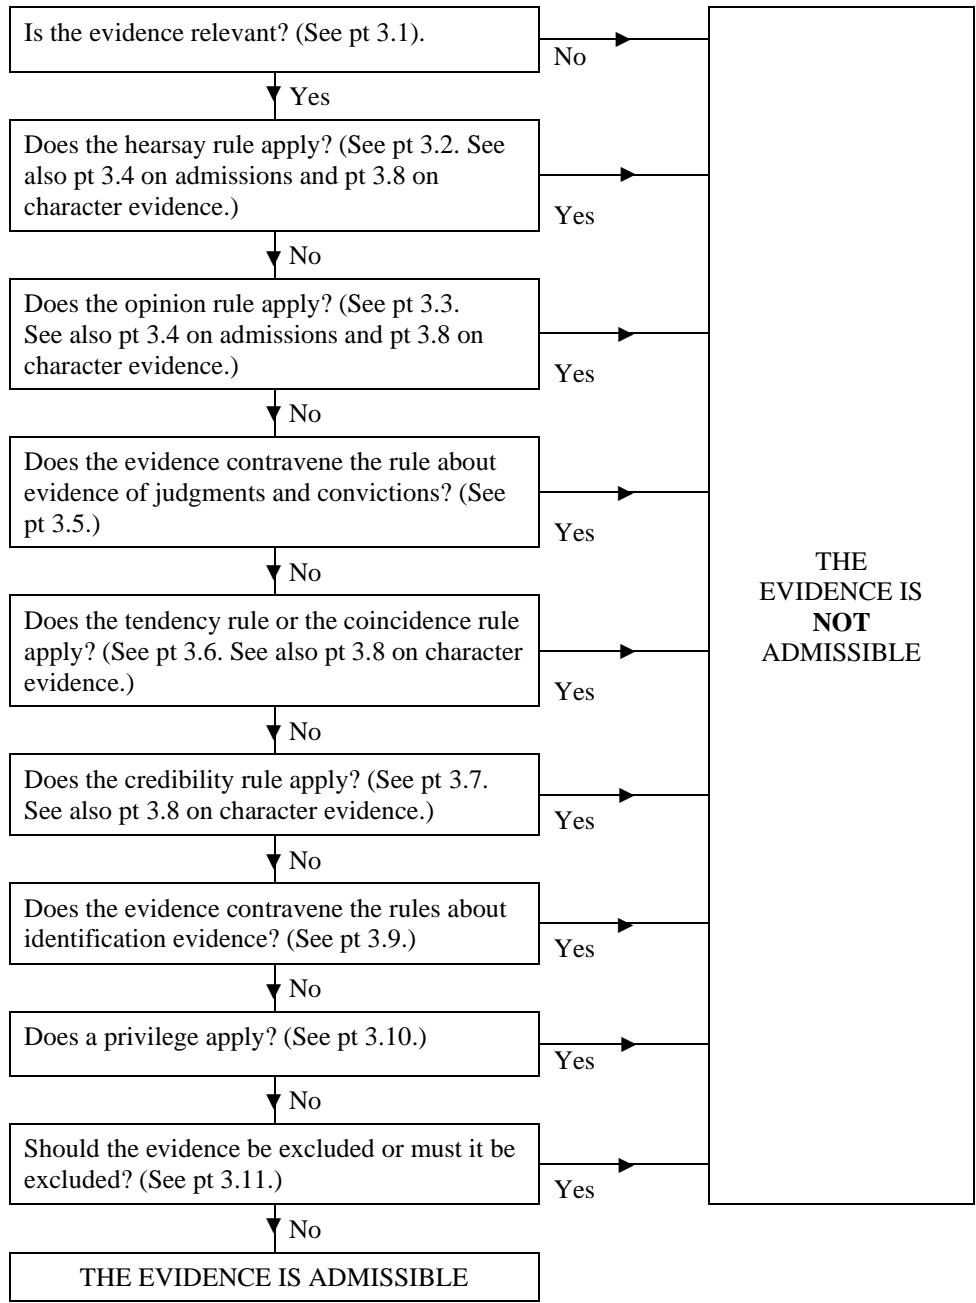 Is the evidence relevant? (See pt 3.1).
No
Yes
Does the hearsay rule apply? (See pt 3.2. See
also pt 3.4 on admissions and pt 3.8 on
character evidence.)
Yes
No
Does the opinion rule apply? (See pt 3.3.
See also pt 3.4 on admissions and pt 3.8 on
character evidence.)
Yes
No
Does the evidence contravene the rule about
evidence of judgments and convictions? (See
pt 3.5.)
Yes
No
Does the tendency rule or the coincidence rule
apply? (See pt 3.6. See also pt 3.8 on character
evidence.)
Yes
No
Does the credibility rule apply? (See pt 3.7.
See also pt 3.8 on character evidence.)
Yes
No
Does the evidence contravene the rules about
identification evidence? (See pt 3.9.)
Yes
No
Does a privilege apply? (See pt 3.10.)
Yes
No
Should the evidence be excluded or must it be
excluded? (See pt 3.11.)
Yes
No
THE EVIDENCE IS ADMISSIBLE
THE
EVIDENCE IS
NOT
ADMISSIBLE